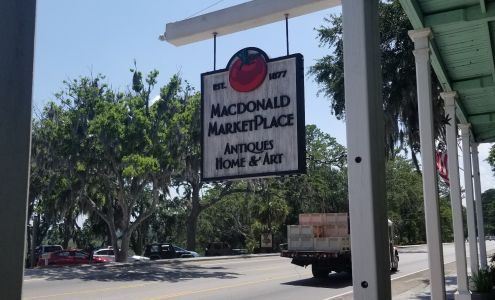 EST. 1877
MACDONALD
MARKETPLACE
ANTIQUES
HOME & ART